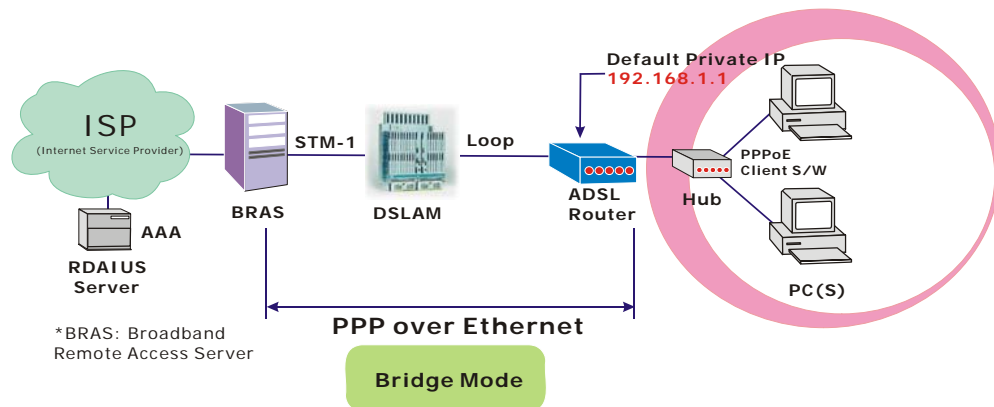 ISP
(Internet Service Provider)
AAA
RDAIUS
Server
*BRAS: Broadband
Remote Access Server
BRAS
STM-1
DSLAM
Loop
Default Private IP
192.168.1.1
ADSL
Router
Hub
PPPoE
Client S/W
PC(S)
PPP over Ethernet
Bridge Mode